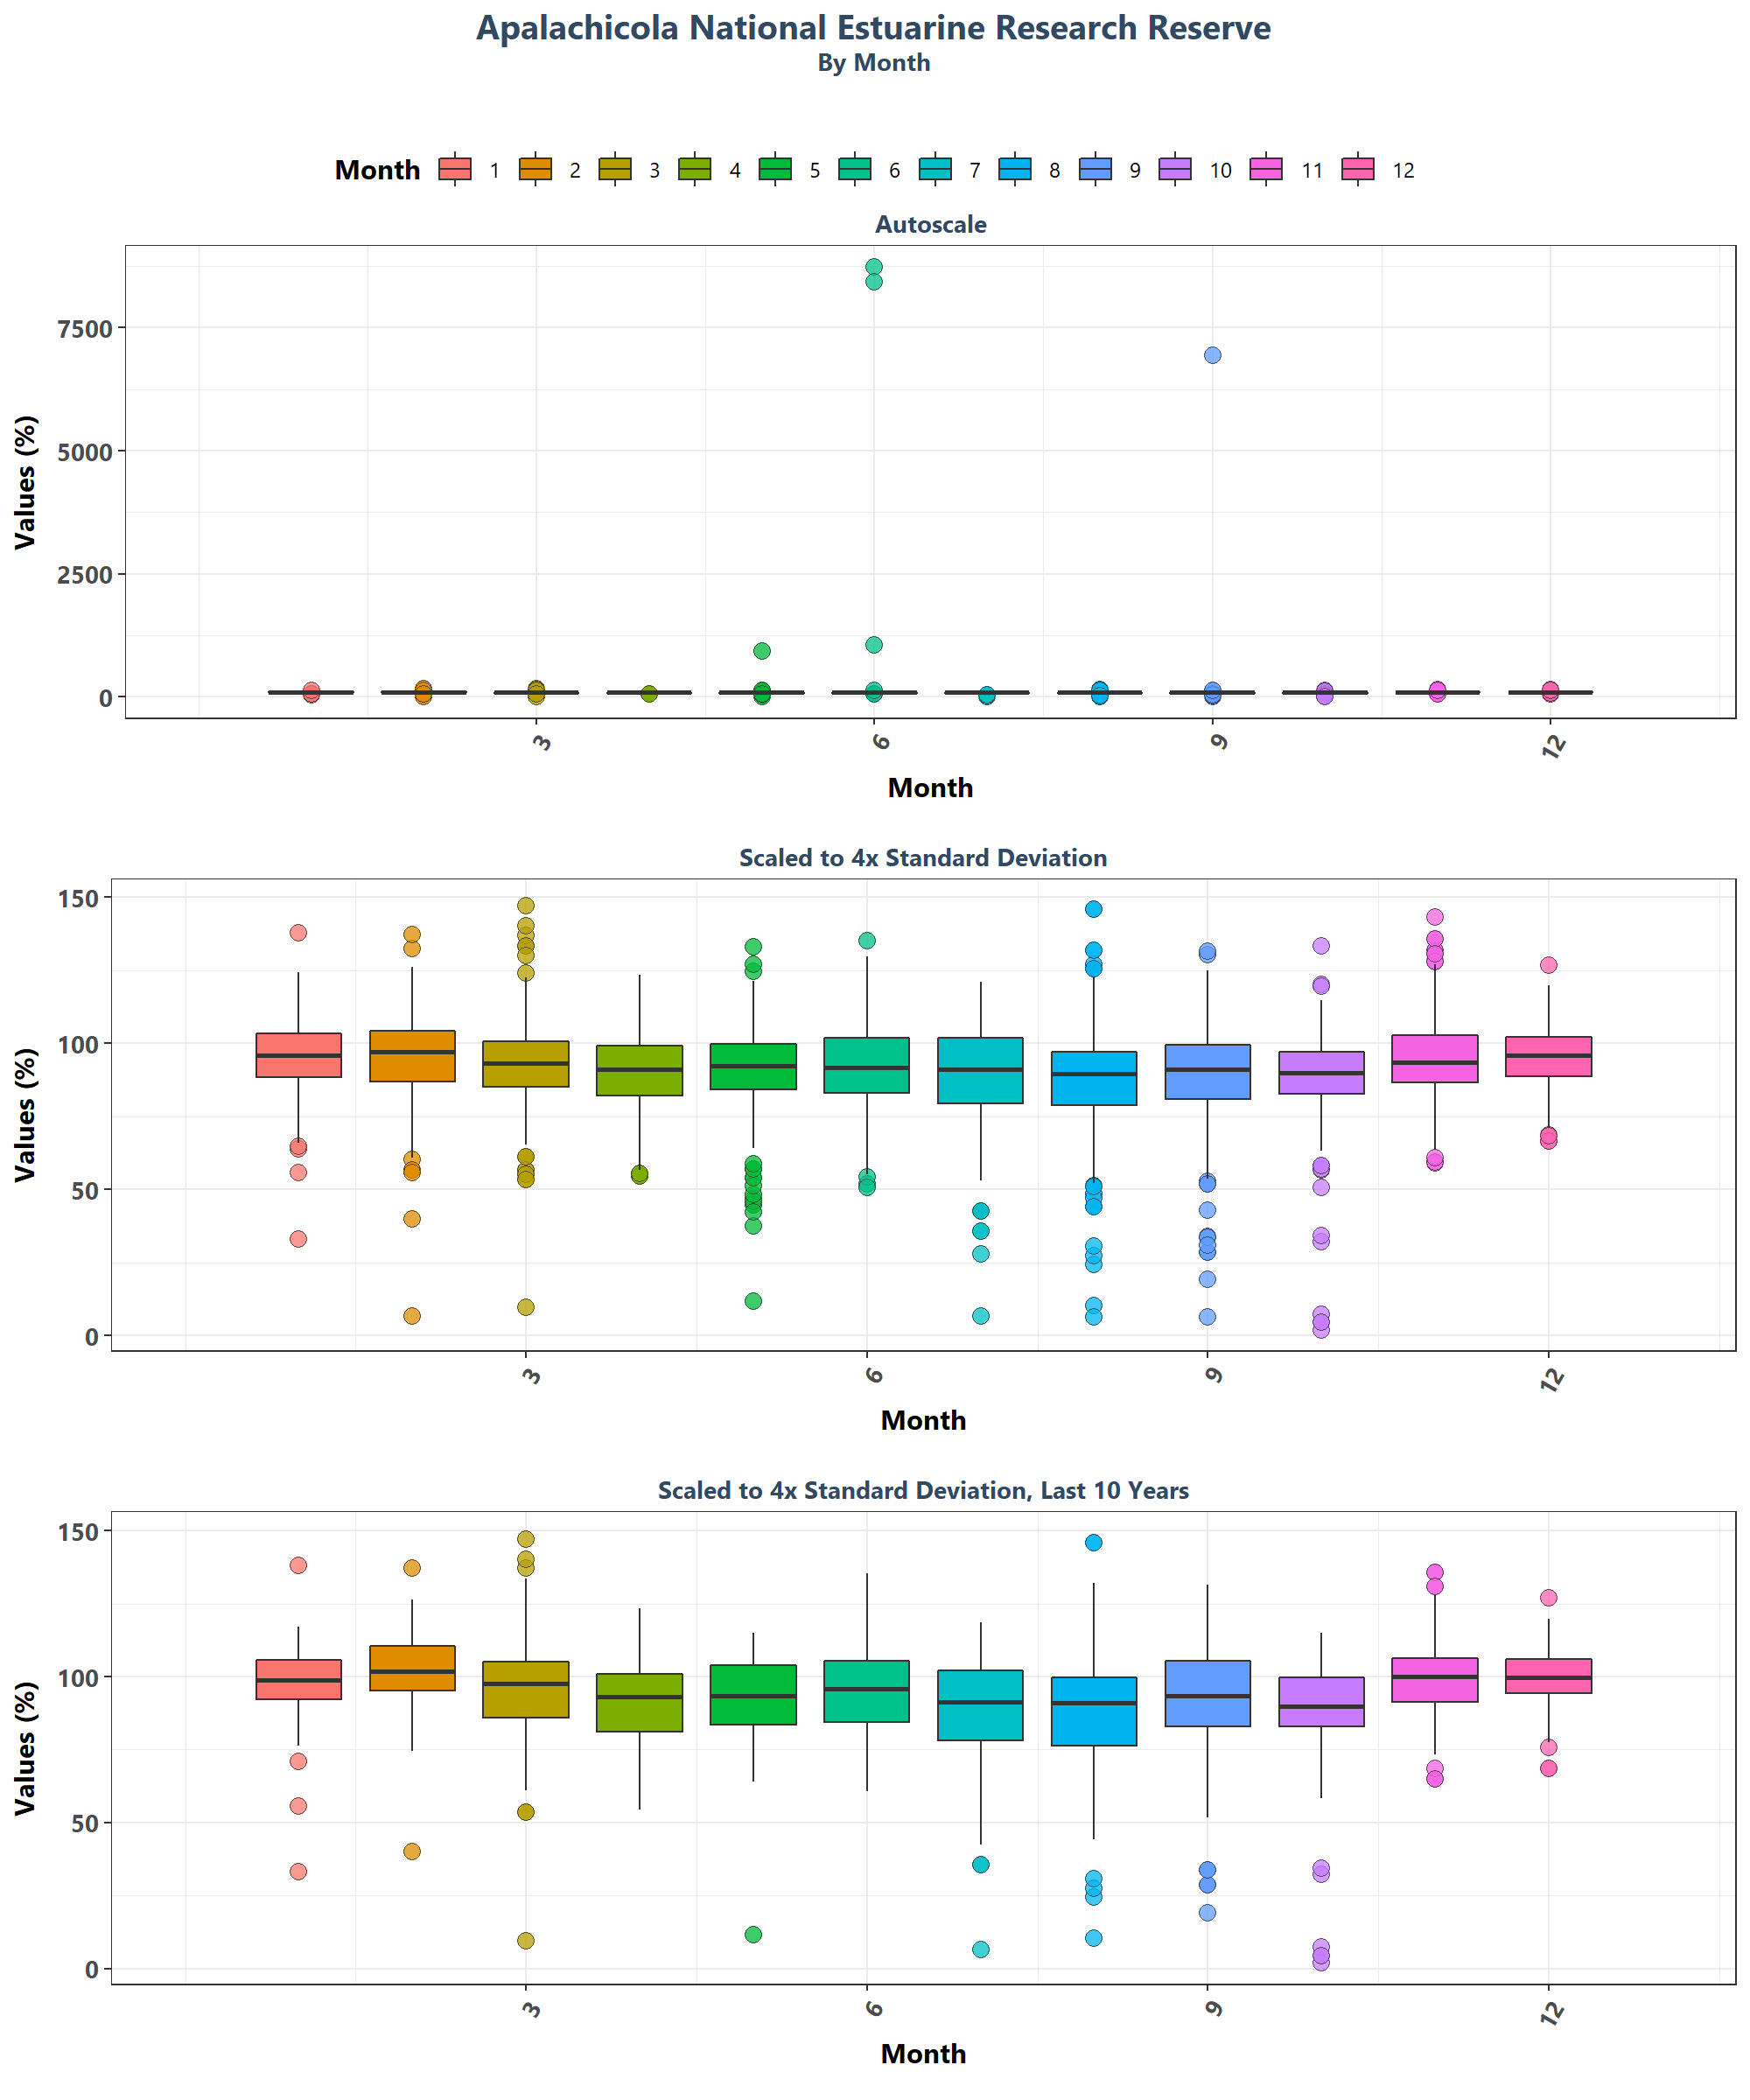 Apalachicola National Estuarine Research Reserve
By Month
Month 1 2 3 4 5 6 7 8 9 10 11 12
Autoscale
Values (%)
7500
5000
2500
0
3 6 9 12
Month
Scaled to 4x Standard Deviation
Values (%)
150
100
50
0
3 6 9 12
Month
Scaled to 4x Standard Deviation, Last 10 Years
Values (%)
150
100
50
0
3 6 9 12
Month